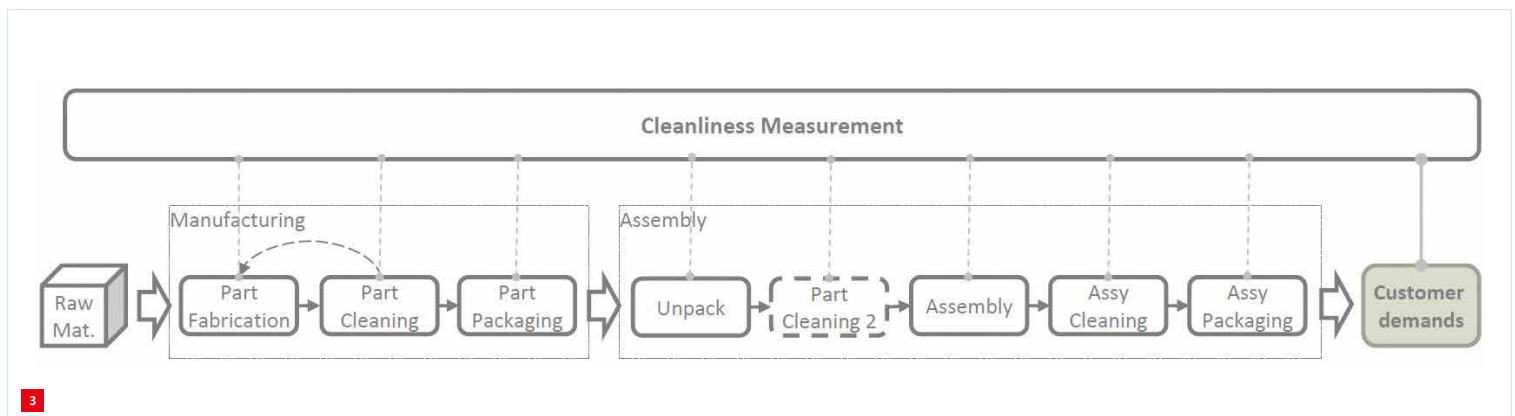 Cleanliness Measurement
Manufacturing
Assembly
Raw
Mat.
Part
Fabrication
Part
Cleaning
Part
Packaging
Unpack
Part
Cleaning 2
Assembly
Assy
Cleaning
Assy
Packaging
Customer
demands
3